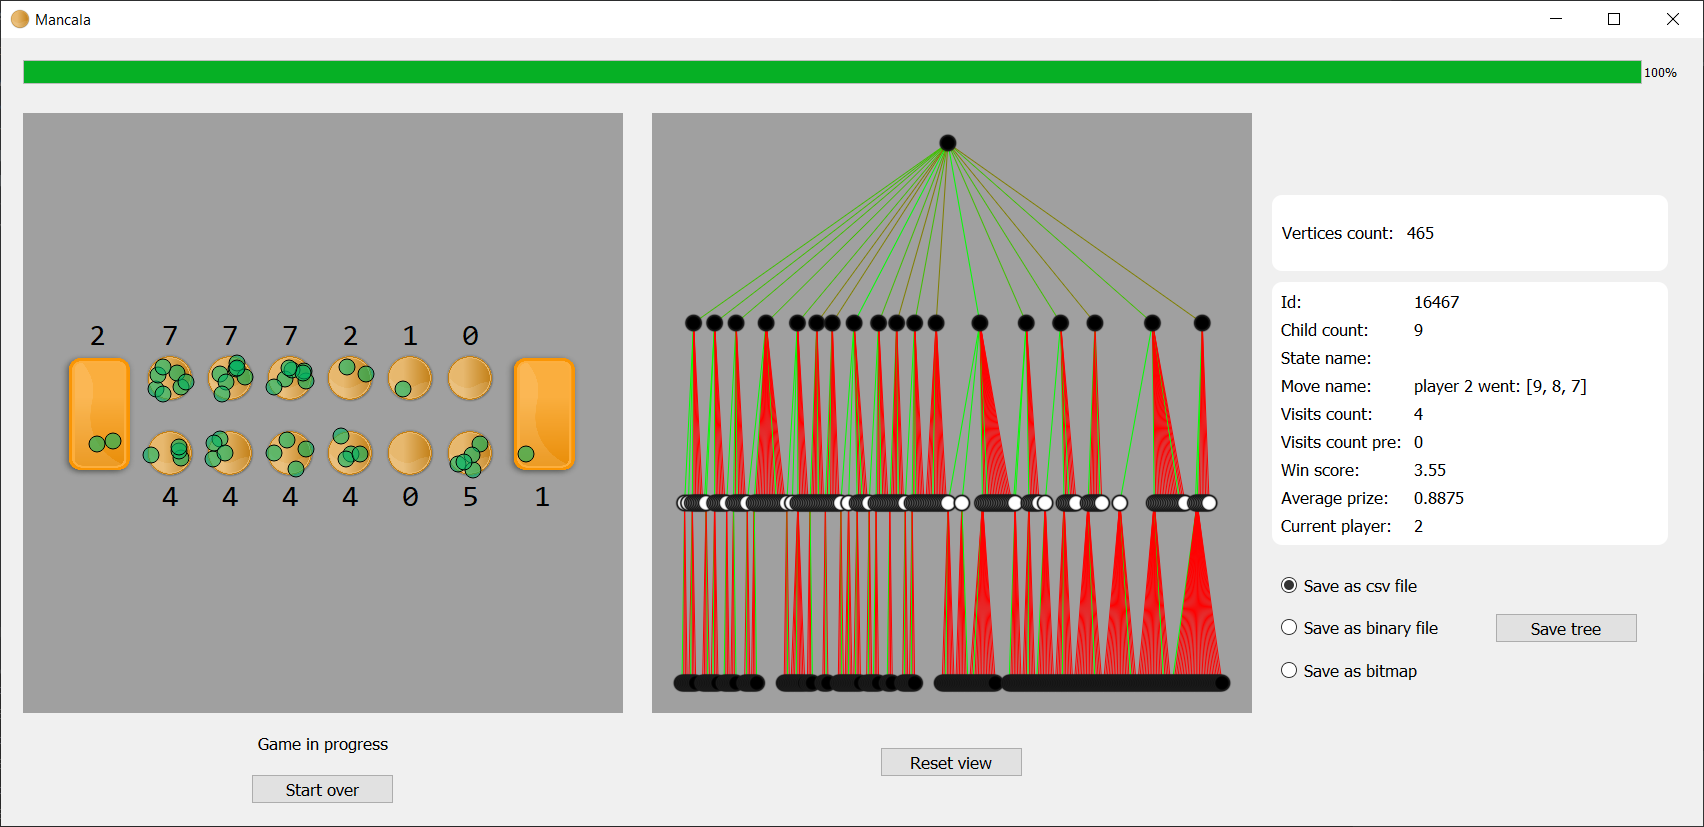 Mancala
100%
2 7 7 7 2 1 0
4 4 4 4 0 5 1
Game in progress
Start over
Reset view
Vertices count: 465
Id: 16467
Child count: 9
State name:
Move name: player 2 went: [9, 8, 7]
Visits count: 4
Visits count pre: 0
Win score: 3.55
Average prize: 0.8875
Current player: 2
Save as csv file
Save as binary file
Save tree
Save as bitmap